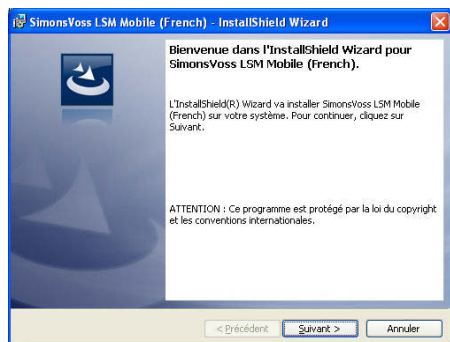 SimonsVoss LSM Mobile (French) - InstallShield Wizard
Bienvenue dans l'InstallShield Wizard pour
SimonsVoss LSM Mobile (French).
L'InstallShield(R) Wizard va installer SimonsVoss LSM Mobile
(French) sur votre système. Pour continuer, cliquez sur
Suivant.
ATTENTION : Ce programme est protégé par la loi du copyright
et les conventions internationales.
< Précédent Suivant > Annuler